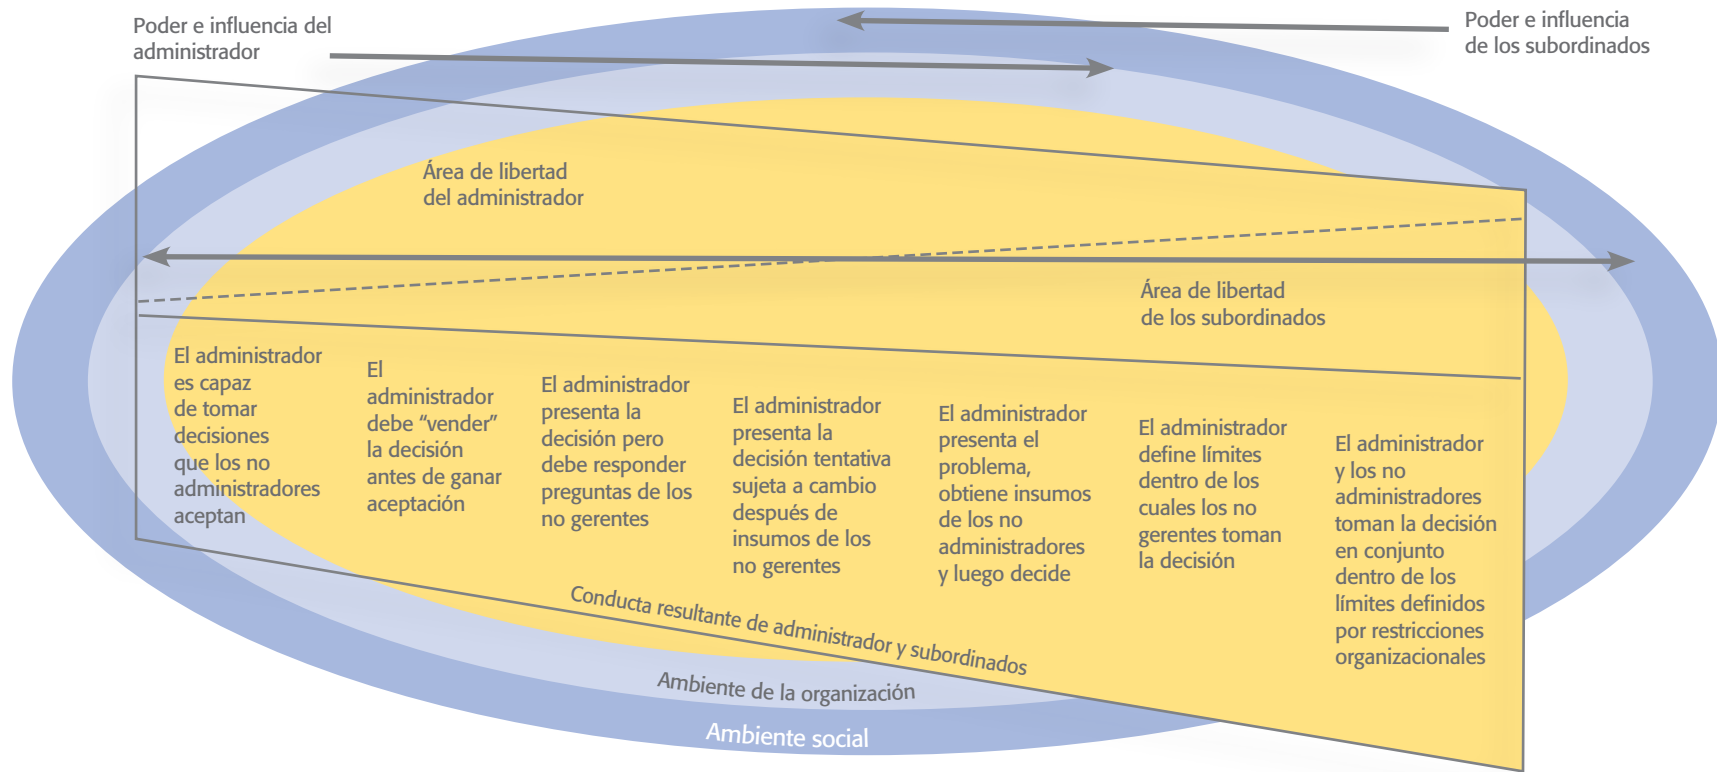 Poder e influencia del
administrador
Poder e influencia
de los subordinados
Área de libertad
del administrador
Área de libertad
de los subordinados
El administrador
es capaz
de tomar
decisiones
que los no
administradores
aceptan
El
administrador
debe “vender”
la decisión
antes de ganar
aceptación
El administrador
presenta la
decisión pero
debe responder
preguntas de los
no gerentes
El administrador
presenta la
decisión tentativa
sujeta a cambio
después de
insumos de los
no gerentes
El administrador
presenta el
problema,
obtiene insumos
de los no
administradores
y luego decide
El administrador
define límites
dentro de los
cuales los no
gerentes toman
la decisión
El administrador
y los no
administradores
toman la decisión
en conjunto
dentro de los
límites definidos
por restricciones
organizacionales
Conducta resultante de administrador y subordinados
Ambiente de la organización
Ambiente social